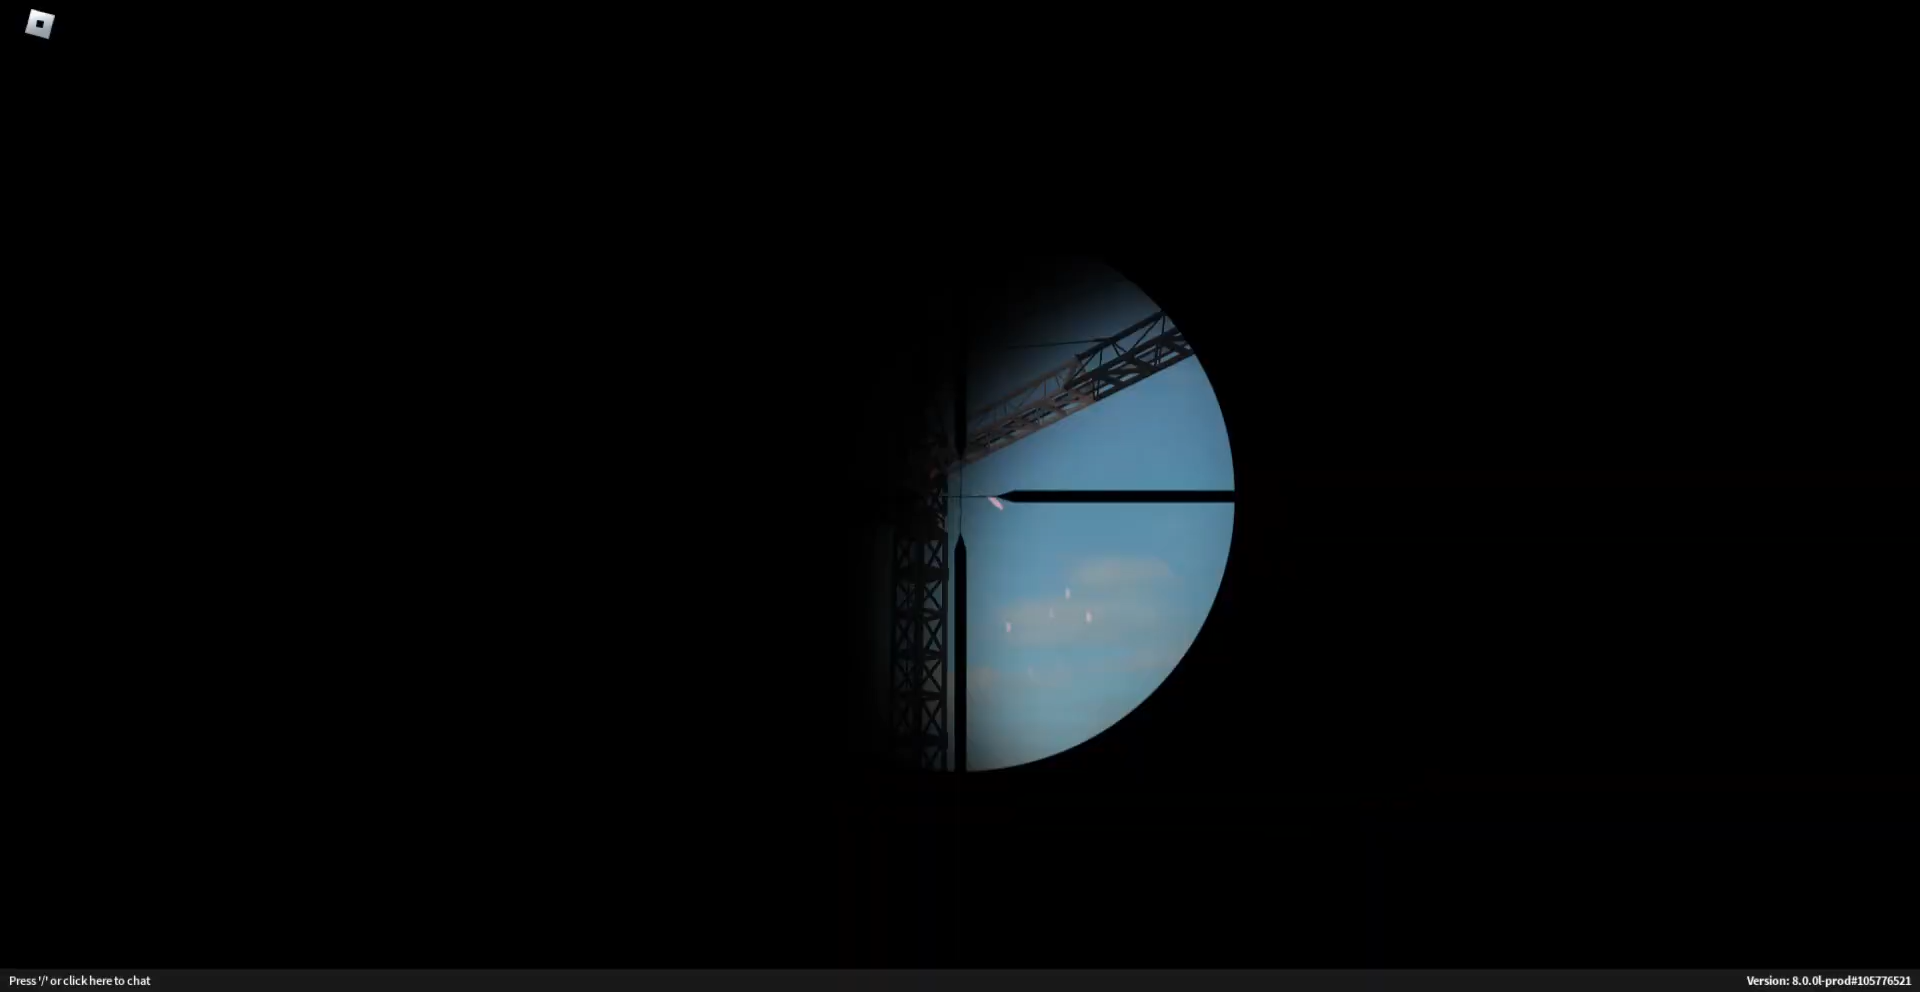 Press '/' or click here to chat
Version: 8.0.0l-prod#105776521